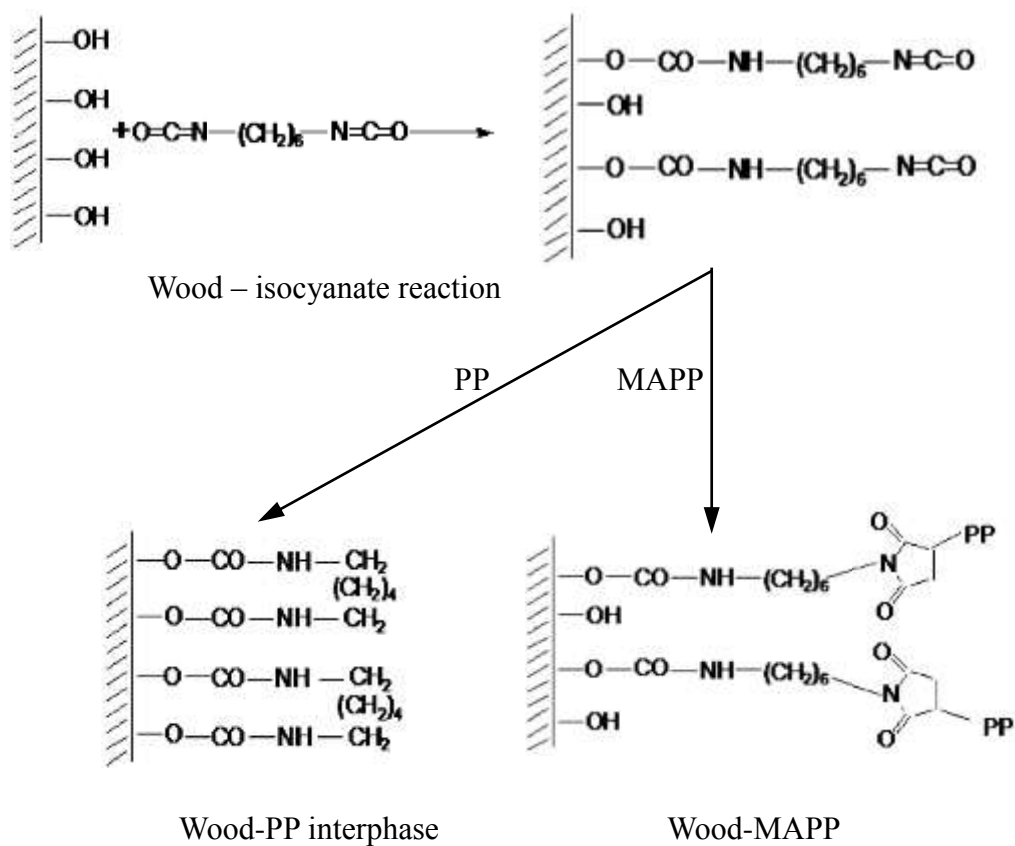 —OH
—OH
—OH
—OH
+O=C=N—(CH₂)₆—N=C=O
—O—CO—NH—(CH₂)₆—N=C=O
—OH
—O—CO—NH—(CH₂)₆—N=C=O
—OH
Wood – isocyanate reaction
PP
MAPP
—O—CO—NH—CH₂
(CH₂)₄
—O—CO—NH—CH₂
—O—CO—NH—CH₂
(CH₂)₄
—O—CO—NH—CH₂
O
PP
—O—CO—NH—(CH₂)₆
N
O
—OH
O
—O—CO—NH—(CH₂)₆
N
—OH
O
PP
Wood-PP interphase
Wood-MAPP